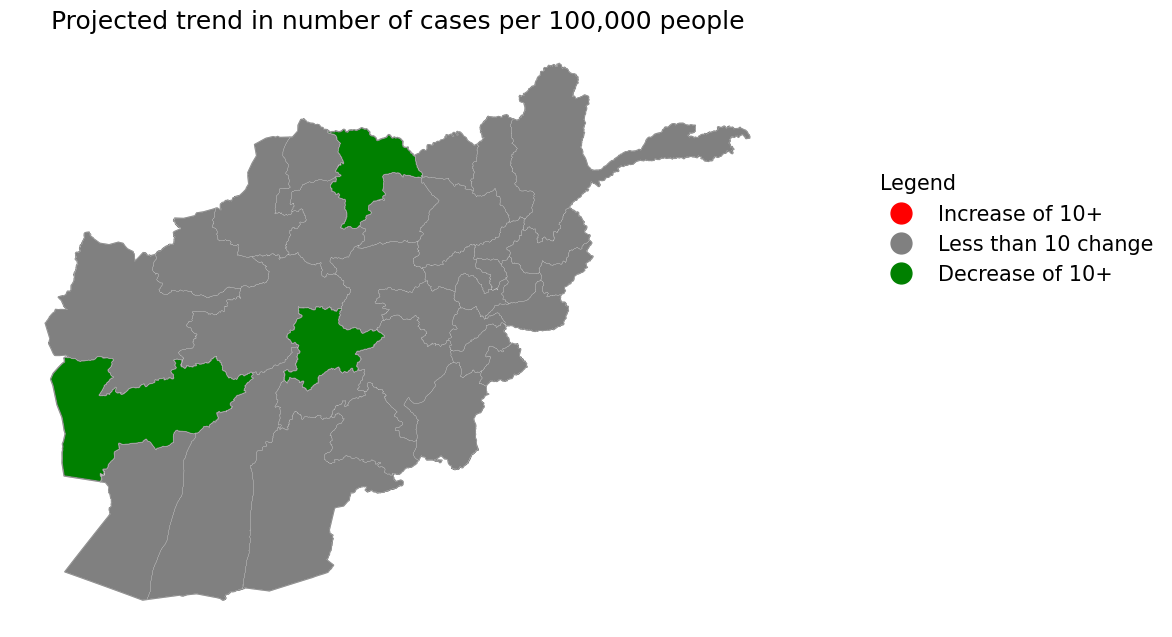 Projected trend in number of cases per 100,000 people
Legend
Increase of 10+
Less than 10 change
Decrease of 10+